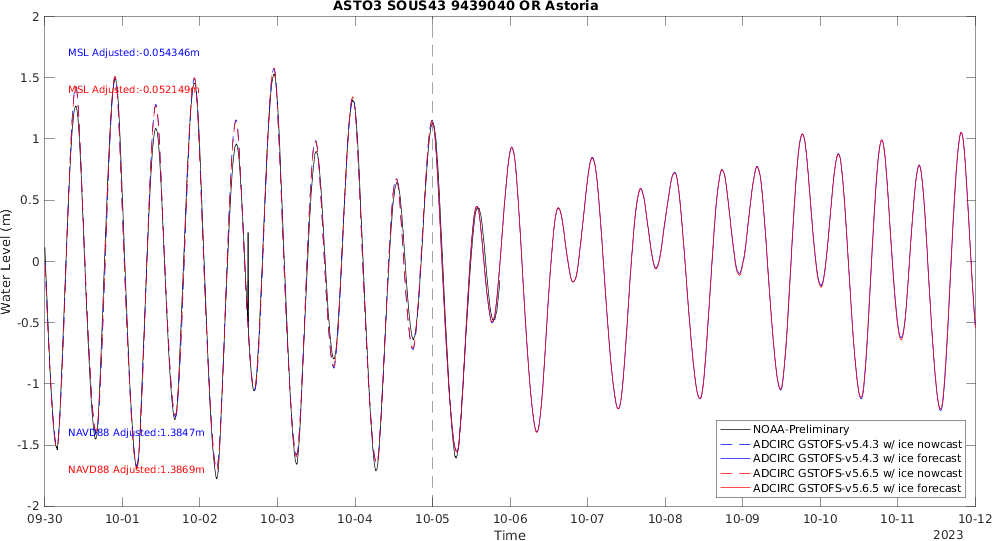 ASTO3 SOUS43 9439040 OR Astoria
2
1.5
1
0.5
0
-0.5
-1
-1.5
-2
Water Level (m)
MSL Adjusted:-0.054346m
MSL Adjusted:-0.052149m
NAVD88 Adjusted:1.3847m
NAVD88 Adjusted:1.3869m
NOAA-Preliminary
ADCIRC GSTOFS-v5.4.3 w/ ice nowcast
ADCIRC GSTOFS-v5.4.3 w/ ice forecast
ADCIRC GSTOFS-v5.6.5 w/ ice nowcast
ADCIRC GSTOFS-v5.6.5 w/ ice forecast
09-30 10-01 10-02 10-03 10-04 10-05 10-06 10-07 10-08 10-09 10-10 10-11 10-12
Time
2023